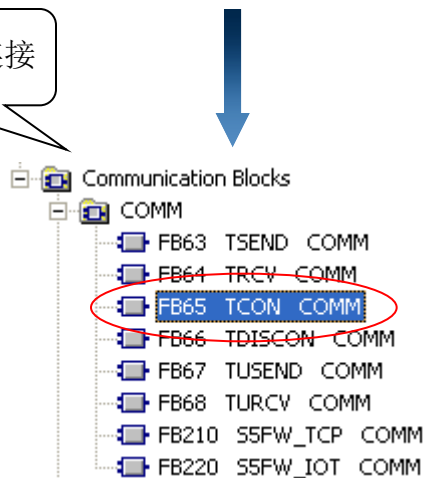 接
Communication Blocks
COMM
FB63 TSEND COMM
FB64 TRCV COMM
FB65 TCON COMM
FB66 TDISCON COMM
FB67 TUSEND COMM
FB68 TURCV COMM
FB210 S5FW_TCP COMM
FB220 S5FW_IOT COMM